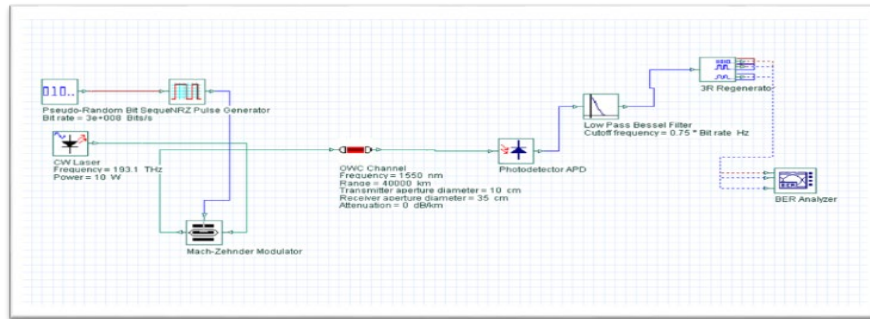 010..
Pseudo-Random Bit SequeNRZ Pulse Generator
Bit rate = 3e+008 Bits/s
CW Laser
Frequency = 193.1 THz
Power = 10 W
Mach-Zehnder Modulator
OWC Channel
Frequency = 1550 nm
Range = 40000 km
Transmitter aperture diameter = 10 cm
Receiver aperture diameter = 35 cm
Attenuation = 0 dB/km
Photodetector APD
Low Pass Bessel Filter
Cutoff frequency = 0.75 * Bit rate Hz
3R Regenerator
BER Analyzer